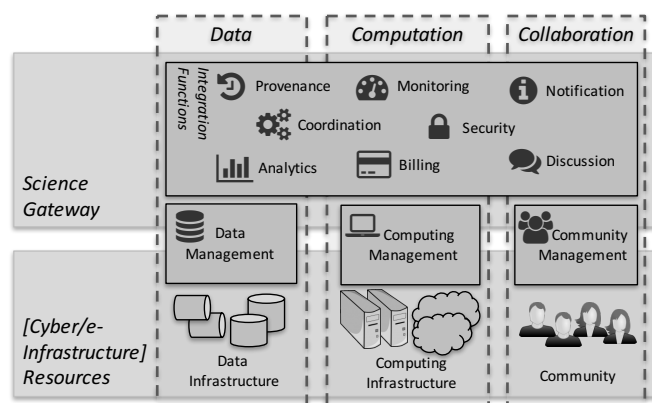 Data
Computation
Collaboration
Integration
Functions
Provenance
Monitoring
Notification
Coordination
Security
Analytics
Billing
Discussion
Science
Gateway
Data
Management
Computing
Management
Community
Management
[Cyber/e-
Infrastructure]
Resources
Data
Infrastructure
Computing
Infrastructure
Community